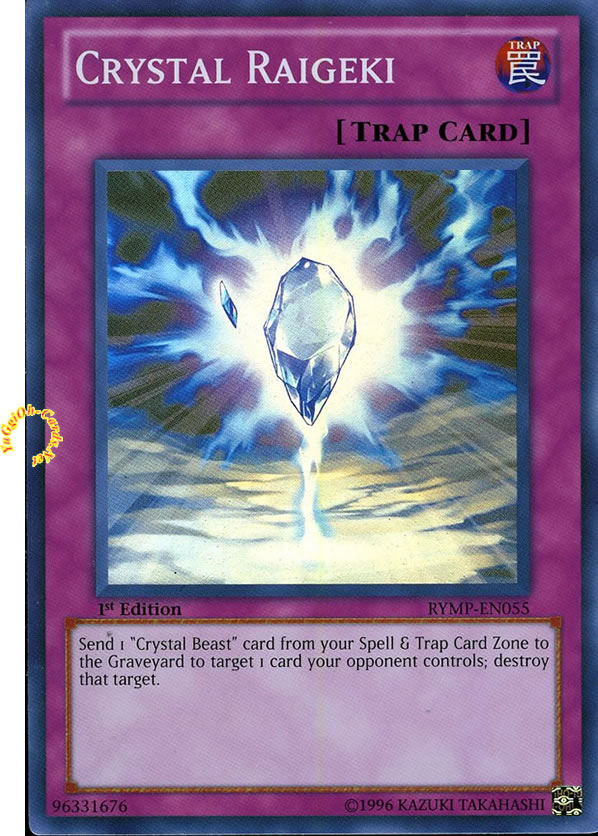 Crystal Raigeki
TRAP
罠
[Trap Card]
YuGgiOh-Cards.Net
1st Edition
RYMP-EN055
Send 1 "Crystal Beast" card from your Spell & Trap Card Zone to
the Graveyard to target 1 card your opponent controls; destroy
that target.
96331676
©1996 KAZUKI TAKAHASHI